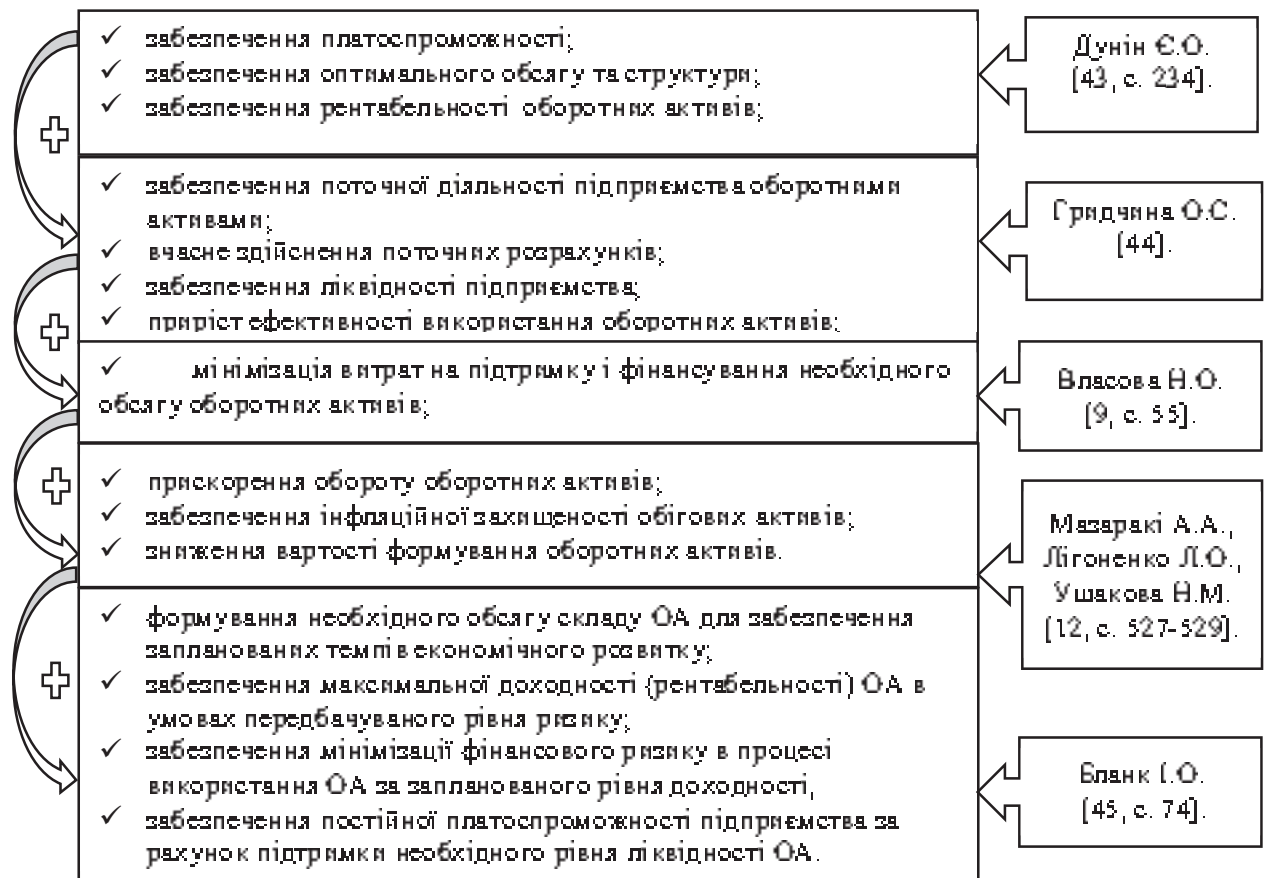 ✓ забезпечення платоспроможності;
✓ забезпечення оптимального обсягу та структури;
✓ забезпечення рентабельності оборотних активів;
Дунін Є.О.
[43, с. 234].
✓ забезпечення поточної діяльності підприємства оборотними
активами;
✓ вчасне здійснення поточних розрахунків;
✓ забезпечення ліквідності підприємства;
✓ приріст ефективності використання оборотних активів;
Гридчина О.С.
[44].
✓ мінімізація витрат на підтримку і фінансування необхідного
обсягу оборотних активів;
Власова Н.О.
[9, с. 55].
✓ прискорення обороту оборотних активів;
✓ забезпечення інфляційної захищеності обігових активів;
✓ зниження вартості формування оборотних активів.
Мазаракі А.А.,
Лігоненко Л.О.,
Ушакова Н.М.
[12, с. 527-529].
✓ формування необхідного обсягу складу ОА для забезпечення
запланованих темпів економічного розвитку;
✓ забезпечення максимальної доходності (рентабельності) ОА в
умовах передбачуваного рівня ризику;
✓ забезпечення мінімізації фінансового ризику в процесі
використання ОА за запланованого рівня доходності,
✓ забезпечення постійної платоспроможності підприємства за
рахунок підтримки необхідного рівня ліквідності ОА.
Бланк І.О.
[45, с. 74].